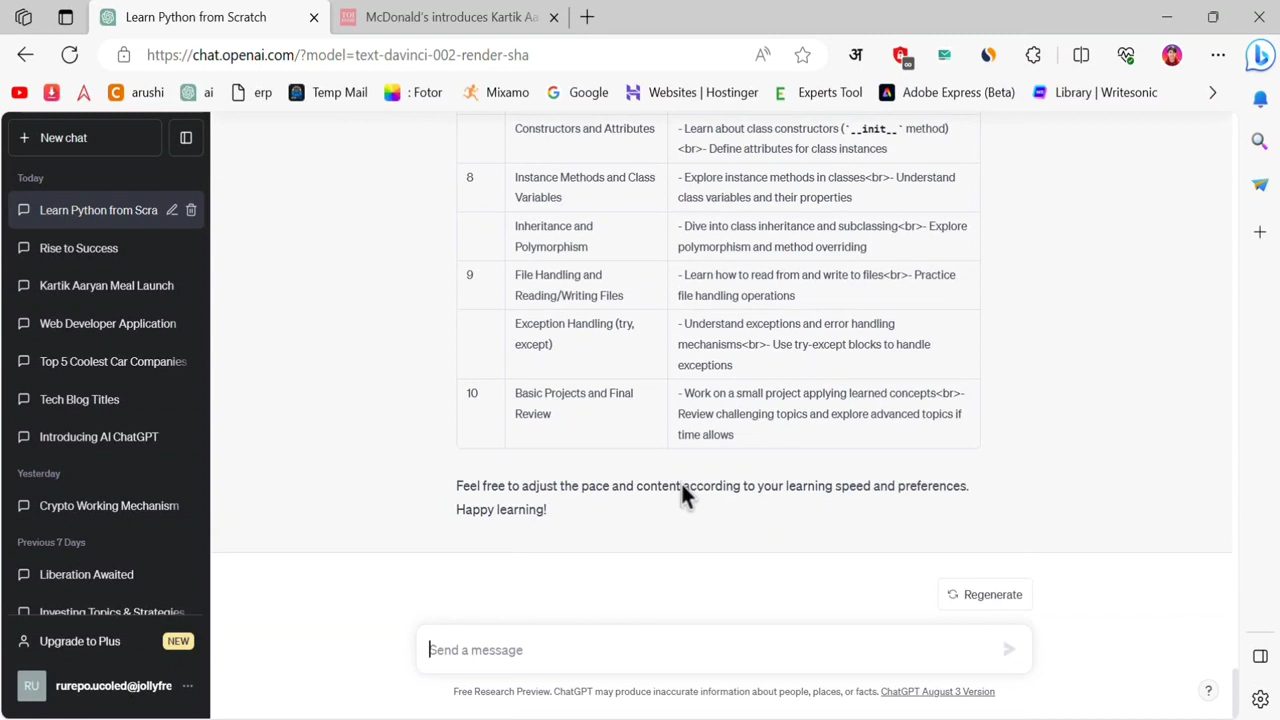 Learn Python from Scratch
McDonald's introduces Kartik Aa
https://chat.openai.com/?model=text-davinci-002-render-sha
arushi
ai
erp
Temp Mail
: Fotor
Mixamo
Google
Websites | Hostinger
Experts Tool
Adobe Express (Beta)
Library | Writesonic
New chat
Today
Learn Python from Scra
Rise to Success
Kartik Aaryan Meal Launch
Web Developer Application
Top 5 Coolest Car Companies
Tech Blog Titles
Introducing AI ChatGPT
Yesterday
Crypto Working Mechanism
Previous 7 Days
Liberation Awaited
Investing Topics & Strategies
Upgrade to Plus
NEW
RU
rurepo.ucoled@jollyfre
Constructors and Attributes
- Learn about class constructors (`__init__` method)
<br>- Define attributes for class instances
8
Instance Methods and Class
Variables
- Explore instance methods in classes<br>- Understand
class variables and their properties
Inheritance and
Polymorphism
- Dive into class inheritance and subclassing<br>- Explore
polymorphism and method overriding
9
File Handling and
Reading/Writing Files
- Learn how to read from and write to files<br>- Practice
file handling operations
Exception Handling (try,
except)
- Understand exceptions and error handling
mechanisms<br>- Use try-except blocks to handle
exceptions
10
Basic Projects and Final
Review
- Work on a small project applying learned concepts<br>-
Review challenging topics and explore advanced topics if
time allows
Feel free to adjust the pace and content according to your learning speed and preferences.
Happy learning!
Regenerate
Send a message
Free Research Preview. ChatGPT may produce inaccurate information about people, places, or facts. ChatGPT August 3 Version